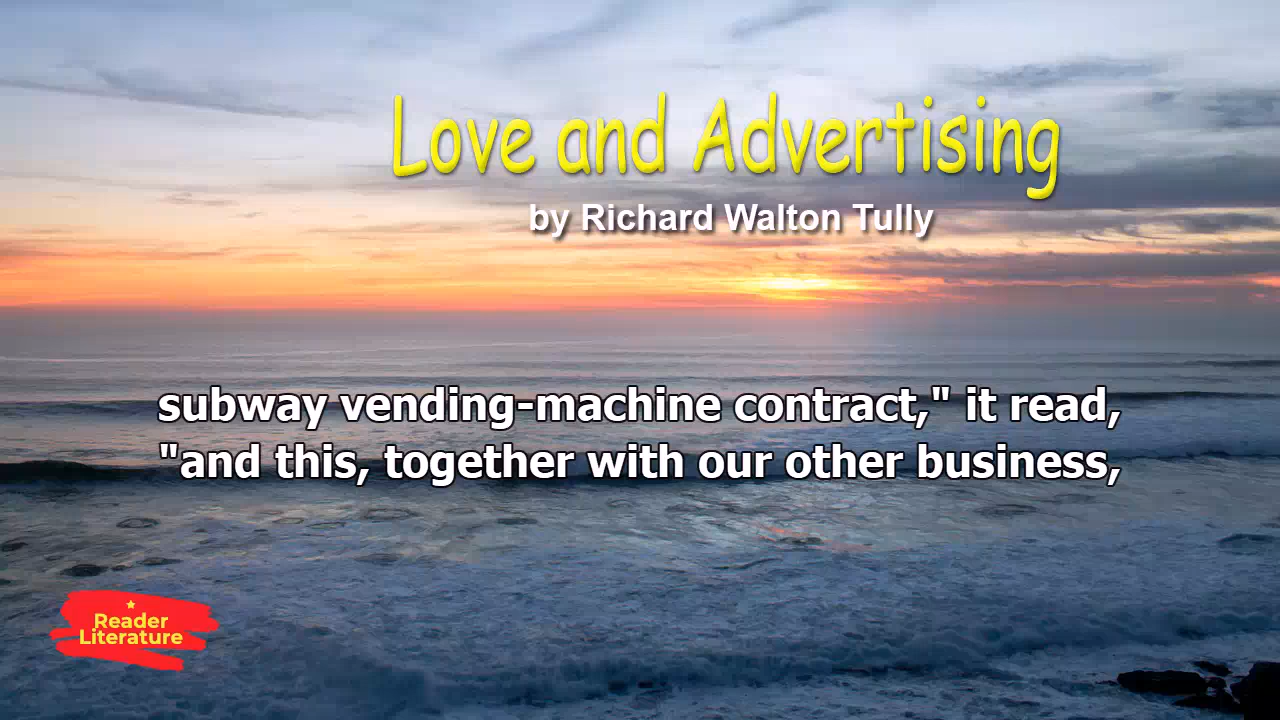 Love and Advertising
by Richard Walton Tully
subway vending-machine contract," it read,
"and this, together with our other business,
Reader
Literature